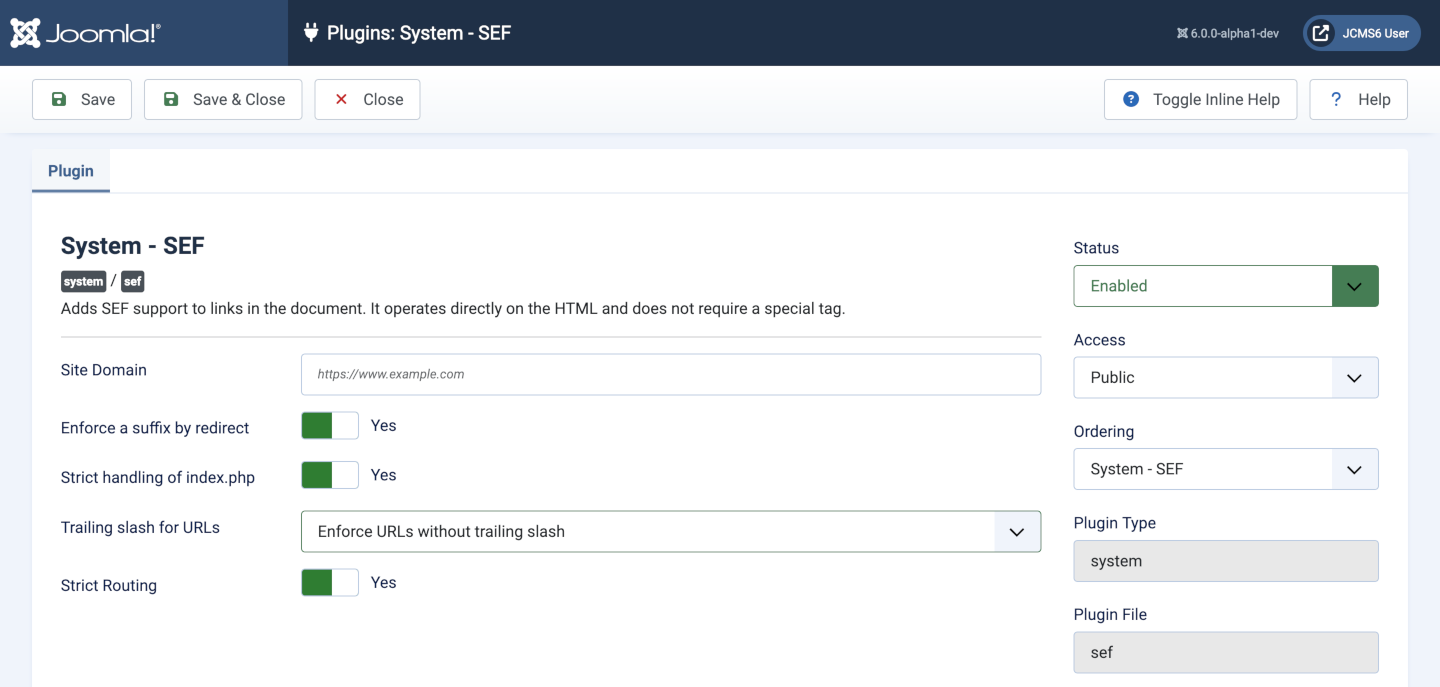 Joomla!®
Plugins: System - SEF
6.0.0-alpha1-dev
JCMS6 User
Save
Save & Close
Close
? Toggle Inline Help
? Help
Plugin
System - SEF
system / sef
Adds SEF support to links in the document. It operates directly on the HTML and does not require a special tag.
Site Domain
https://www.example.com
Enforce a suffix by redirect
Yes
Strict handling of index.php
Yes
Trailing slash for URLs
Enforce URLs without trailing slash
Strict Routing
Yes
Status
Enabled
Access
Public
Ordering
System - SEF
Plugin Type
system
Plugin File
sef